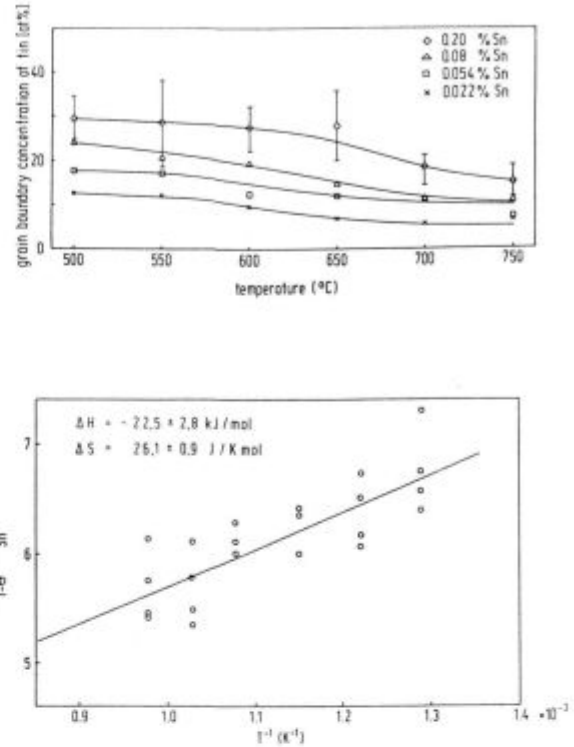 grain boundary concentration of tin [at%]
40
20
0
◇ 0.20 %Sn
△ 0.08 %Sn
□ 0.054 %Sn
× 0.022% Sn
500 550 600 650 700 750
temperature (°C)
ΔH = - 22,5 ± 2,8 kJ/mol
ΔS = 26,1 ± 0,9 J/K mol
7
6
5
Sn
0.9 1.0 1.1 1.2 1.3 1.4 ·10⁻³
T⁻¹ (K⁻¹)